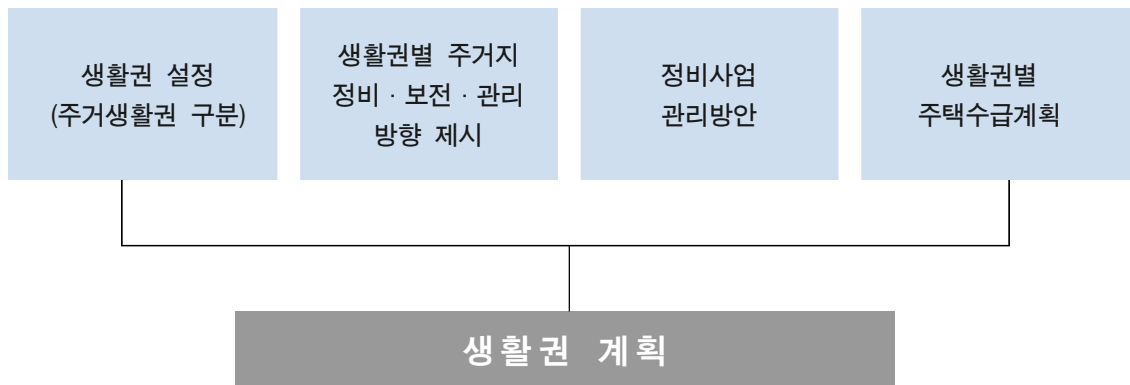 생활권 설정
(주거생활권 구분)
생활권별 주거지
정비 · 보전 · 관리
방향 제시
정비사업
관리방안
생활권별
주택수급계획
생활권 계획